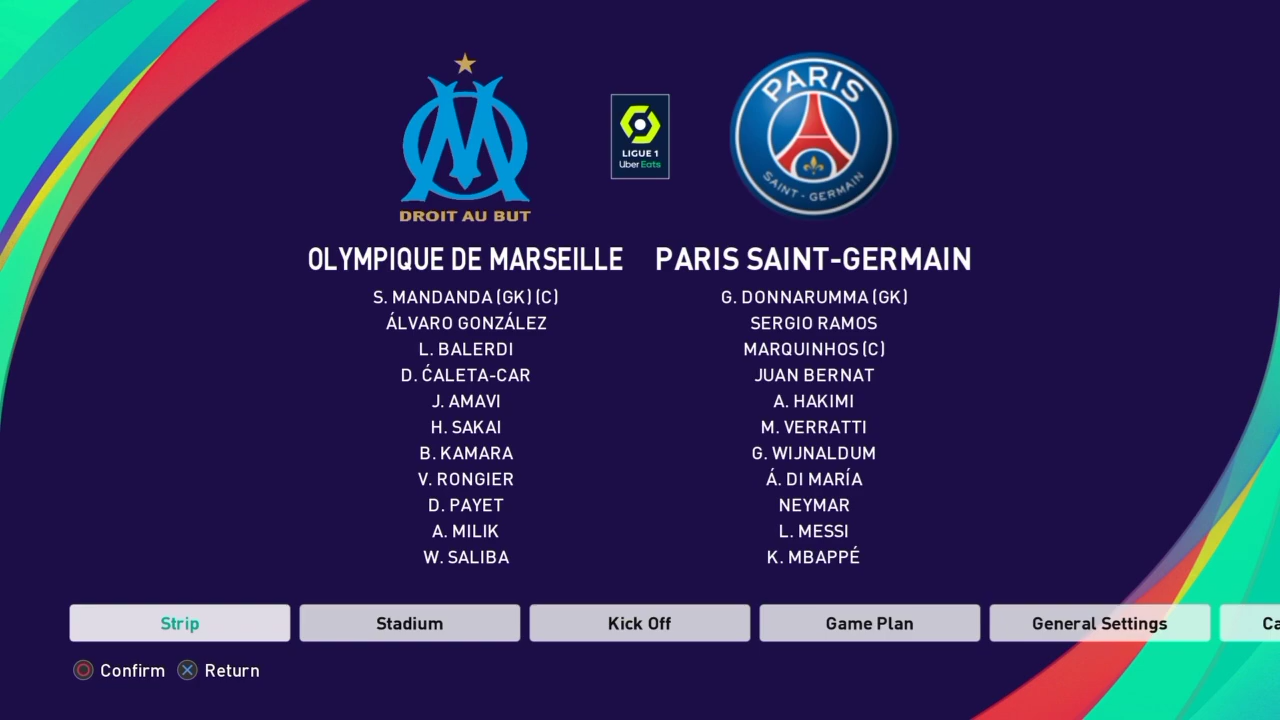 DROIT AU BUT
LIGUE 1
Uber Eats
PARIS
SAINT-GERMAIN
OLYMPIQUE DE MARSEILLE
S. MANDANDA (GK) (C)
ÁLVARO GONZÁLEZ
L. BALERDI
D. ĆALETA-CAR
J. AMAVI
H. SAKAI
B. KAMARA
V. RONGIER
D. PAYET
A. MILIK
W. SALIBA
PARIS SAINT-GERMAIN
G. DONNARUMMA (GK)
SERGIO RAMOS
MARQUINHOS (C)
JUAN BERNAT
A. HAKIMI
M. VERRATTI
G. WIJNALDUM
Á. DI MARÍA
NEYMAR
L. MESSI
K. MBAPPÉ
Strip
Stadium
Kick Off
Game Plan
General Settings
Ca
Confirm
Return